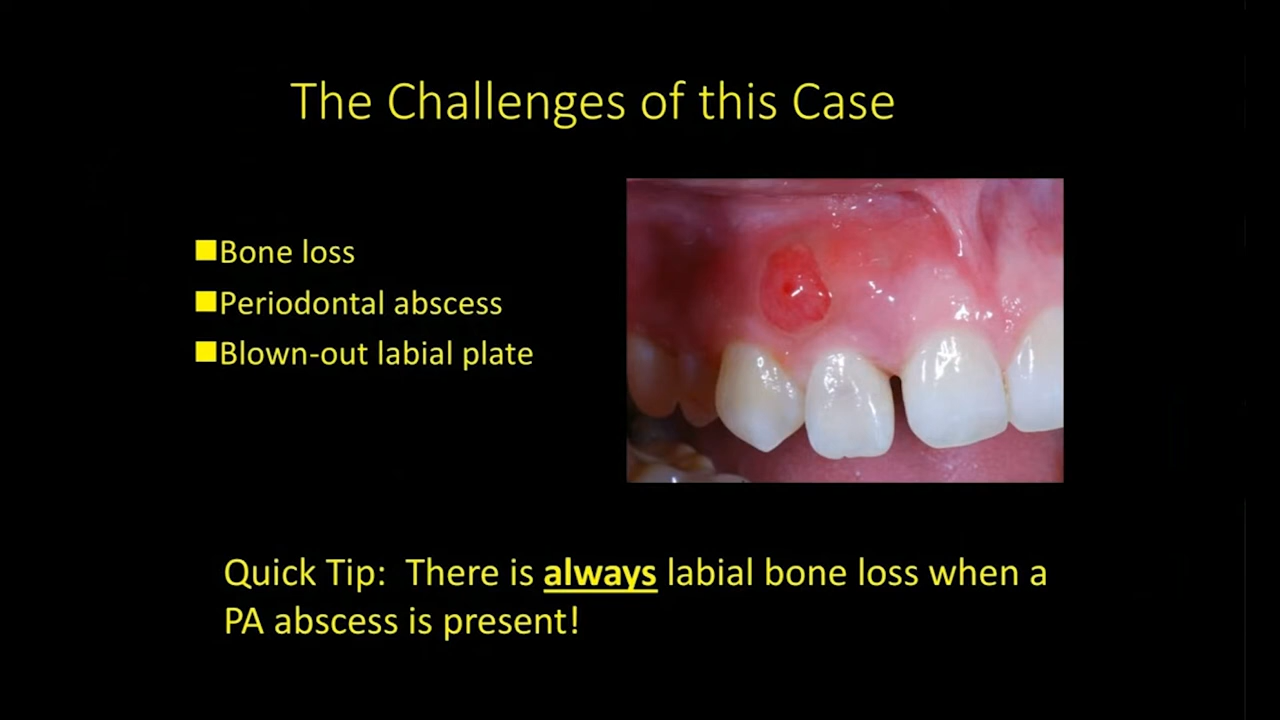 The Challenges of this Case
■Bone loss
■Periodontal abscess
■Blown-out labial plate
Quick Tip:  There is always labial bone loss when a
PA abscess is present!